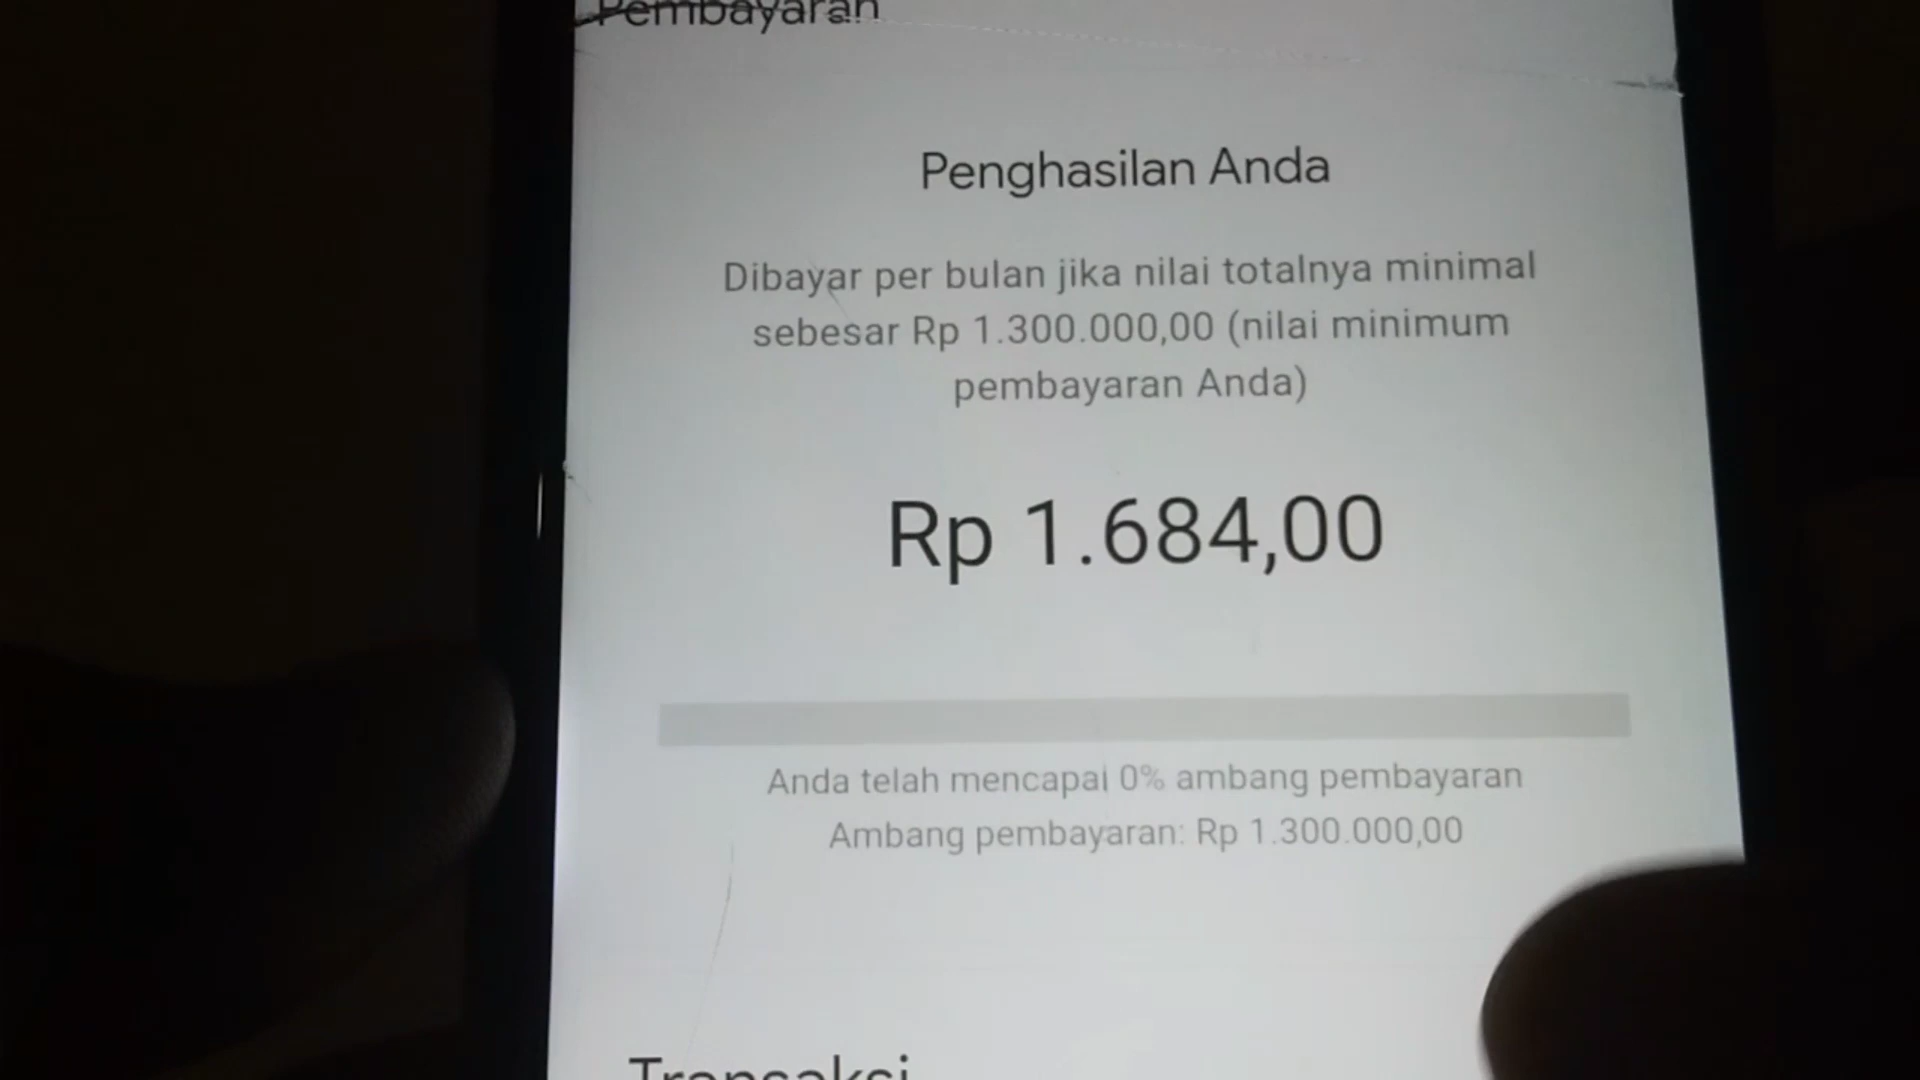 Pembayaran
Penghasilan Anda
Dibayar per bulan jika nilai totalnya minimal
sebesar Rp 1.300.000,00 (nilai minimum
pembayaran Anda)
Rp 1.684,00
Anda telah mencapai 0% ambang pembayaran
Ambang pembayaran: Rp 1.300.000,00
Transaksi